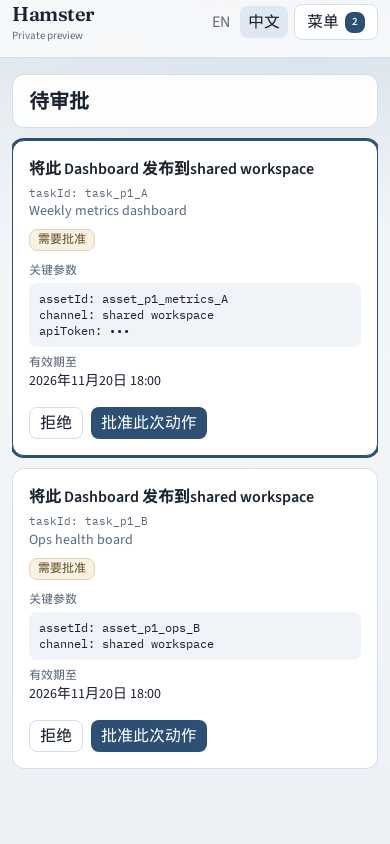 Hamster
Private preview
EN 中文 菜单 2
待审批
将此 Dashboard 发布到shared workspace
taskId: task_p1_A
Weekly metrics dashboard
需要批准
关键参数
assetId: asset_p1_metrics_A
channel: shared workspace
apiToken: •••
有效期至
2026年11月20日 18:00
拒绝 批准此次动作
将此 Dashboard 发布到shared workspace
taskId: task_p1_B
Ops health board
需要批准
关键参数
assetId: asset_p1_ops_B
channel: shared workspace
有效期至
2026年11月20日 18:00
拒绝 批准此次动作